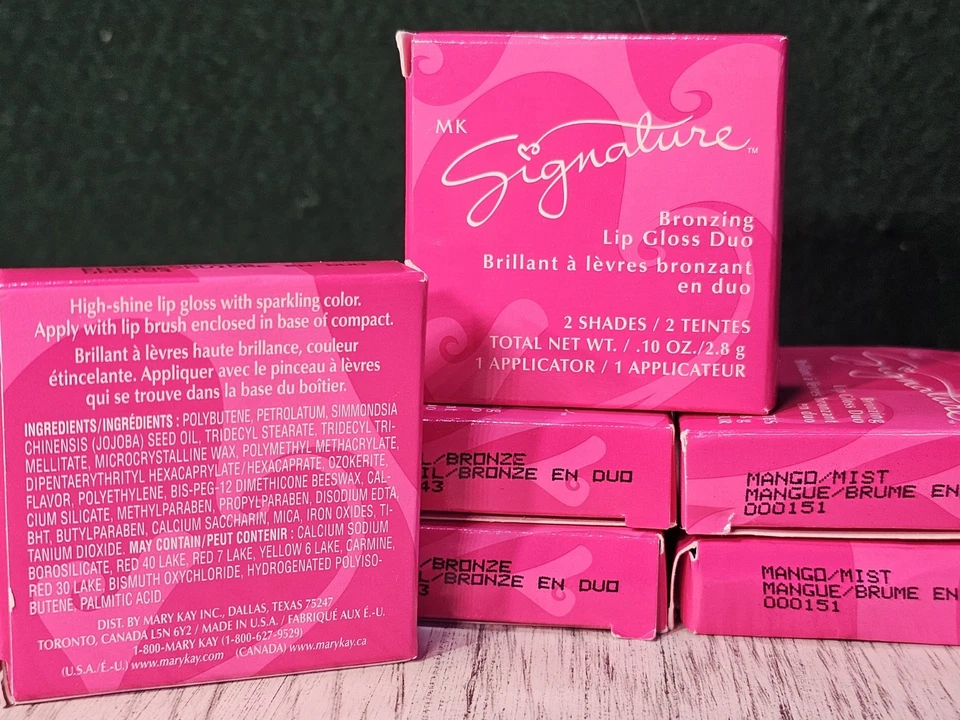 MK Signature™
Bronzing
Lip Gloss Duo
Brillant à lèvres bronzant
en duo
2 SHADES / 2 TEINTES
TOTAL NET WT. / .10 OZ./2.8 g
1 APPLICATOR / 1 APPLICATEUR
High-shine lip gloss with sparkling color.
Apply with lip brush enclosed in base of compact.
Brillant à lèvres haute brillance, couleur
étincelante. Appliquer avec le pinceau à lèvres
qui se trouve dans la base du boîtier.
INGREDIENTS/INGRÉDIENTS : POLYBUTENE, PETROLATUM, SIMMONDSIA
CHINENSIS (JOJOBA) SEED OIL, TRIDECYL STEARATE, TRIDECYL TRI-
MELLITATE, MICROCRYSTALLINE WAX, POLYMETHYL METHACRYLATE,
DIPENTAERYTHRITYL HEXACAPRYLATE/HEXACAPRATE, OZOKERITE,
FLAVOR, POLYETHYLENE, BIS-PEG-12 DIMETHICONE BEESWAX, CAL-
CIUM SILICATE, METHYLPARABEN, PROPYLPARABEN, DISODIUM EDTA,
BHT, BUTYLPARABEN, CALCIUM SACCHARIN, MICA, IRON OXIDES, TI-
TANIUM DIOXIDE. MAY CONTAIN/PEUT CONTENIR : CALCIUM SODIUM
BOROSILICATE, RED 40 LAKE, RED 7 LAKE, YELLOW 6 LAKE, CARMINE,
RED 30 LAKE, BISMUTH OXYCHLORIDE, HYDROGENATED POLYISO-
BUTENE, PALMITIC ACID.
DIST. BY MARY KAY INC., DALLAS, TEXAS 75247
TORONTO, CANADA L5N 6Y2 / MADE IN U.S.A. / FABRIQUÉ AUX É.-U.
1-800-MARY KAY (1-800-627-9529)
(U.S.A./É.-U.) www.marykay.com (CANADA) www.marykay.ca
L/BRONZE
IL/BRONZE EN DUO
43
/BRONZE
L/BRONZE EN DUO
3
Signature
Bronzing
Lip Gloss Duo
MANGO/MIST
MANGUE/BRUME EN
000151
MANGO/MIST
MANGUE/BRUME EN
000151